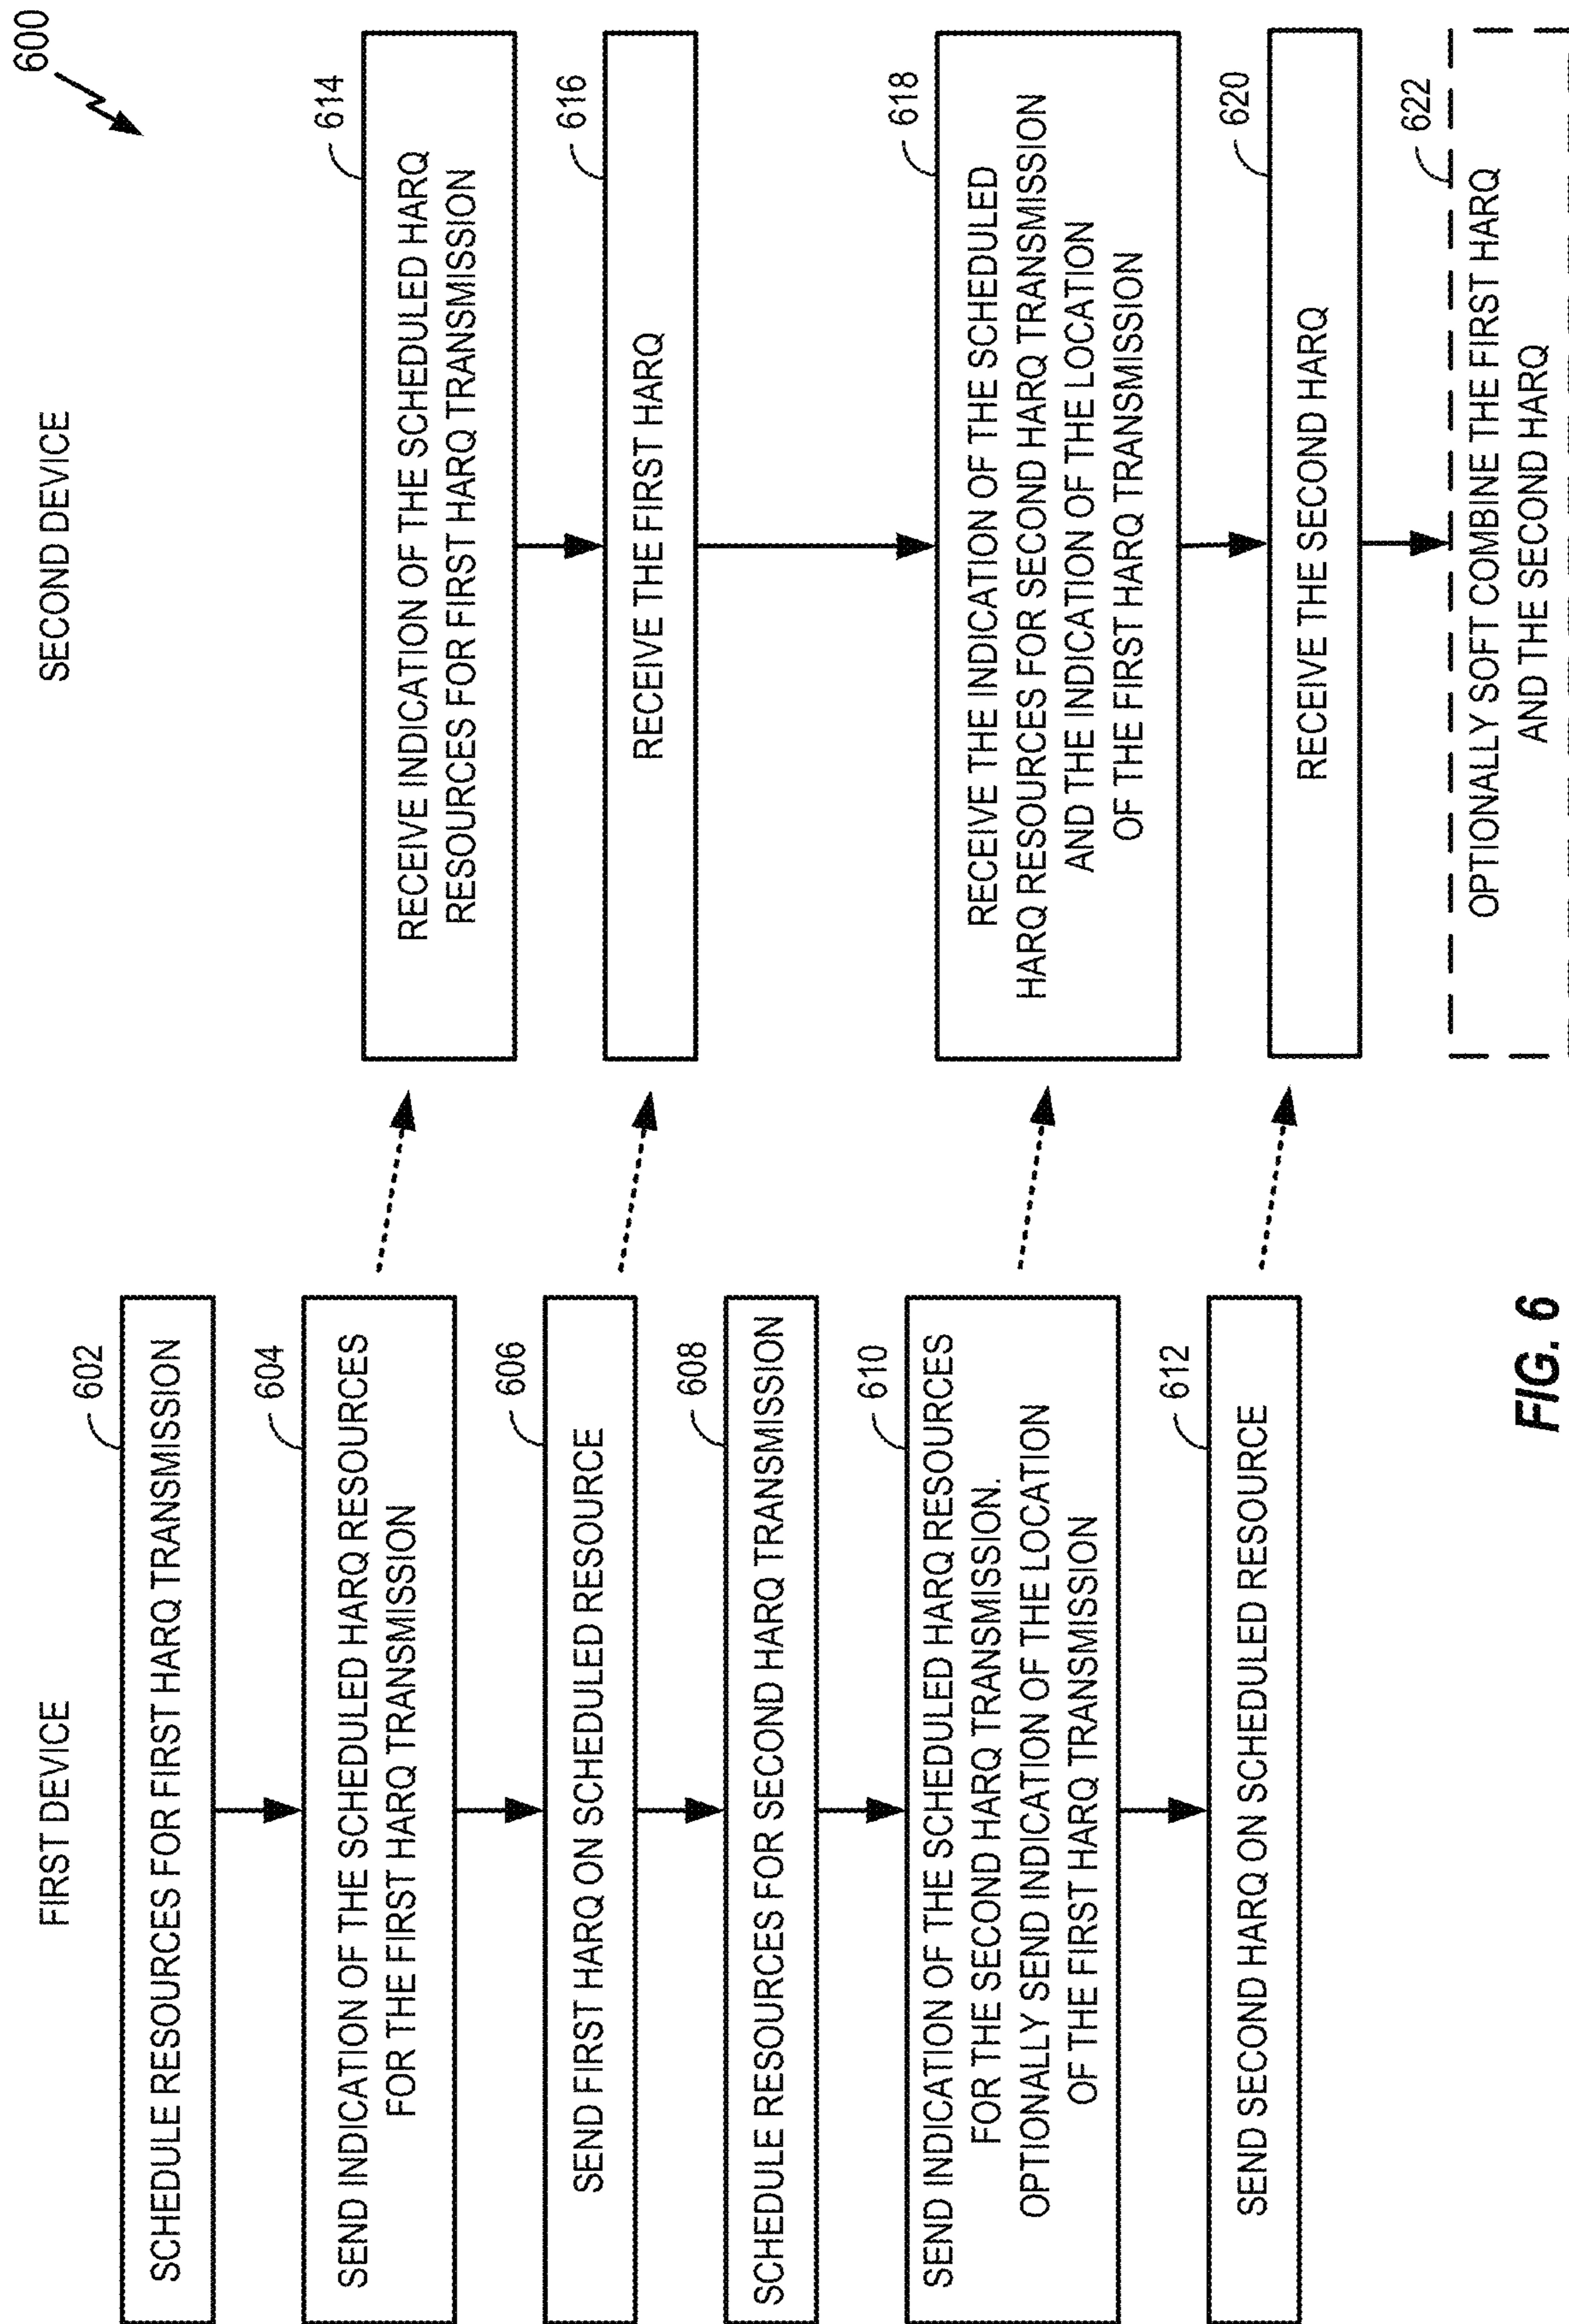 600
FIRST DEVICE
602
SCHEDULE RESOURCES FOR FIRST HARQ TRANSMISSION
604
SEND INDICATION OF THE SCHEDULED HARQ RESOURCES
FOR THE FIRST HARQ TRANSMISSION
606
SEND FIRST HARQ ON SCHEDULED RESOURCE
608
SCHEDULE RESOURCES FOR SECOND HARQ TRANSMISSION
610
SEND INDICATION OF THE SCHEDULED HARQ RESOURCES
FOR THE SECOND HARQ TRANSMISSION.
OPTIONALLY SEND INDICATION OF THE LOCATION
OF THE FIRST HARQ TRANSMISSION
612
SEND SECOND HARQ ON SCHEDULED RESOURCE
SECOND DEVICE
614
RECEIVE INDICATION OF THE SCHEDULED HARQ
RESOURCES FOR FIRST HARQ TRANSMISSION
616
RECEIVE THE FIRST HARQ
618
RECEIVE THE INDICATION OF THE SCHEDULED
HARQ RESOURCES FOR SECOND HARQ TRANSMISSION
AND THE INDICATION OF THE LOCATION
OF THE FIRST HARQ TRANSMISSION
620
RECEIVE THE SECOND HARQ
622
OPTIONALLY SOFT COMBINE THE FIRST HARQ
AND THE SECOND HARQ
FIG. 6